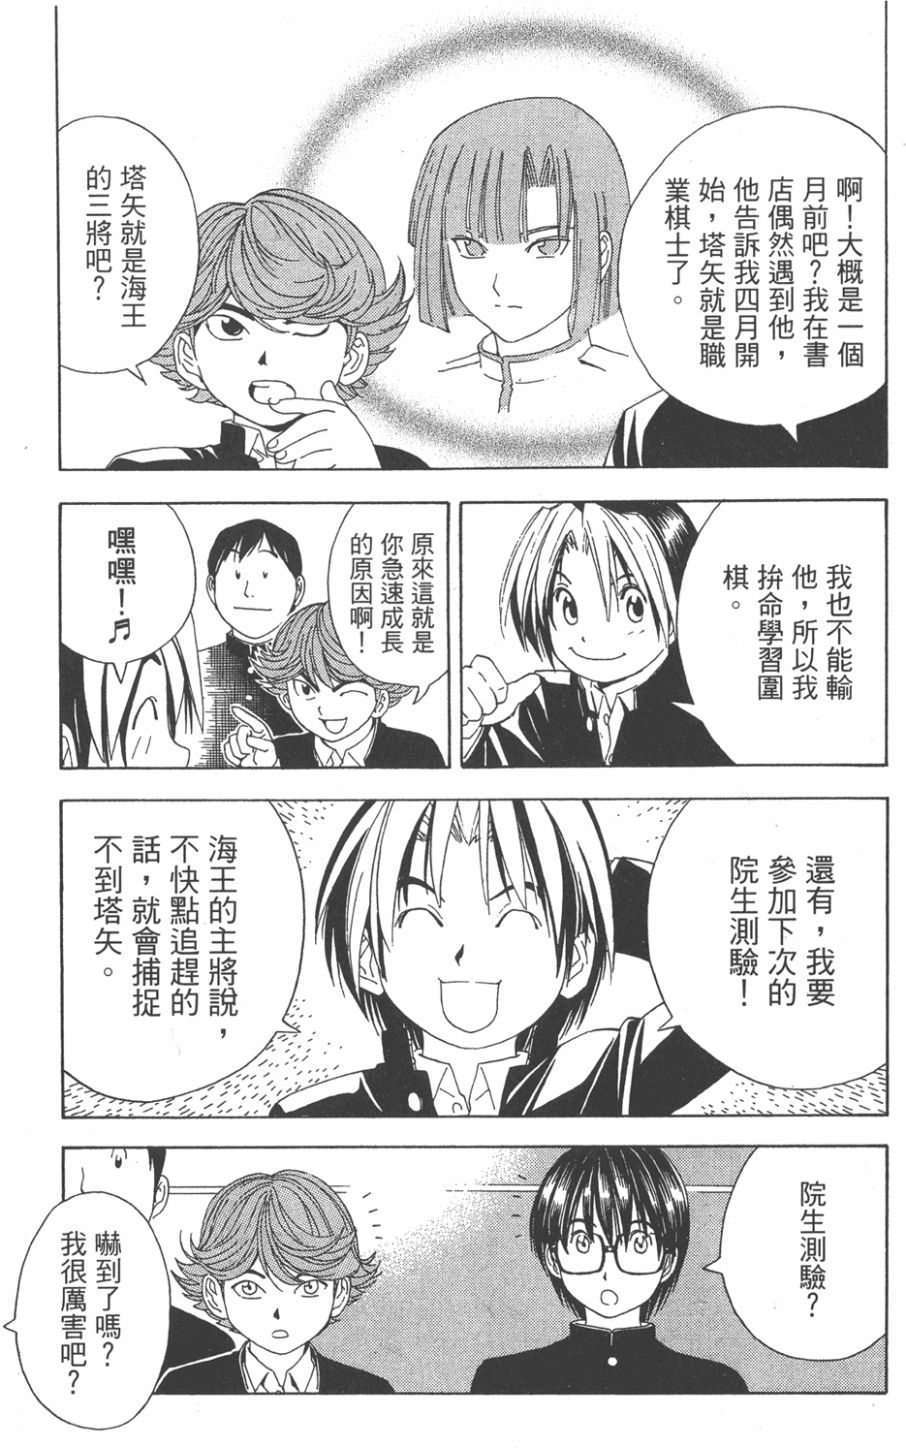 啊！大概是一個
月前吧？我在書
店偶然遇到他，
他告訴我四月開
始，塔矢就是職
業棋士了。
塔矢就是海王
的三將吧？
我也不能輸
他，所以我
拚命學習圍
棋。
原來這就是
你急速成長
的原因啊！
嘿嘿！♬
還有，我要
參加下次的
院生測驗！
海王的主將說，
不快點追趕的
話，就會捕捉
不到塔矢。
院生測驗？
嚇到了嗎？
我很厲害吧？